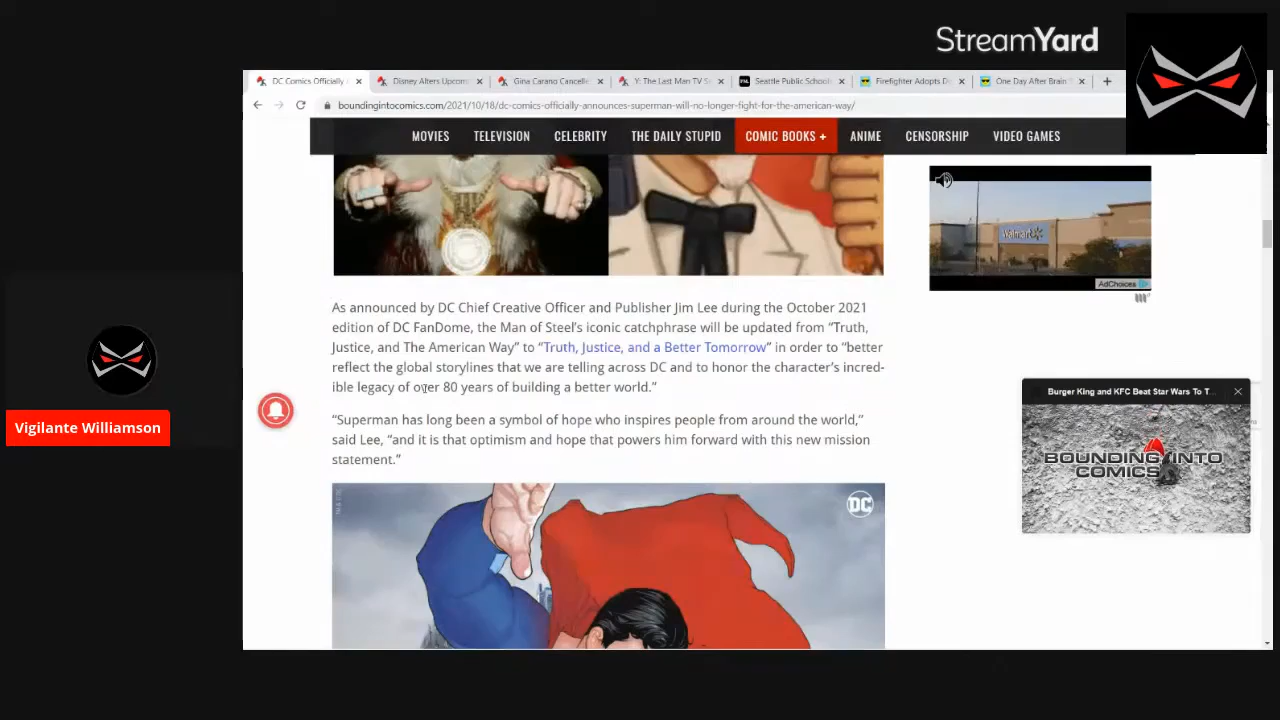 StreamYard
DC Comics Officially
Disney Alters Upcom
Gina Carano Cancelle
Y: The Last Man TV Se
Seattle Public School
Firefighter Adopts Do
One Day After Brain
boundingintocomics.com/2021/10/18/dc-comics-officially-announces-superman-will-no-longer-fight-for-the-american-way/
MOVIES TELEVISION CELEBRITY THE DAILY STUPID COMIC BOOKS + ANIME CENSORSHIP VIDEO GAMES
Walmart
AdChoices
As announced by DC Chief Creative Officer and Publisher Jim Lee during the October 2021
edition of DC FanDome, the Man of Steel's iconic catchphrase will be updated from “Truth,
Justice, and The American Way” to “Truth, Justice, and a Better Tomorrow” in order to “better
reflect the global storylines that we are telling across DC and to honor the character's incred-
ible legacy of over 80 years of building a better world.”
“Superman has long been a symbol of hope who inspires people from around the world,”
said Lee, “and it is that optimism and hope that powers him forward with this new mission
statement.”
Burger King and KFC Beat Star Wars To T...
BOUNDING INTO
COMICS
DC
Vigilante Williamson